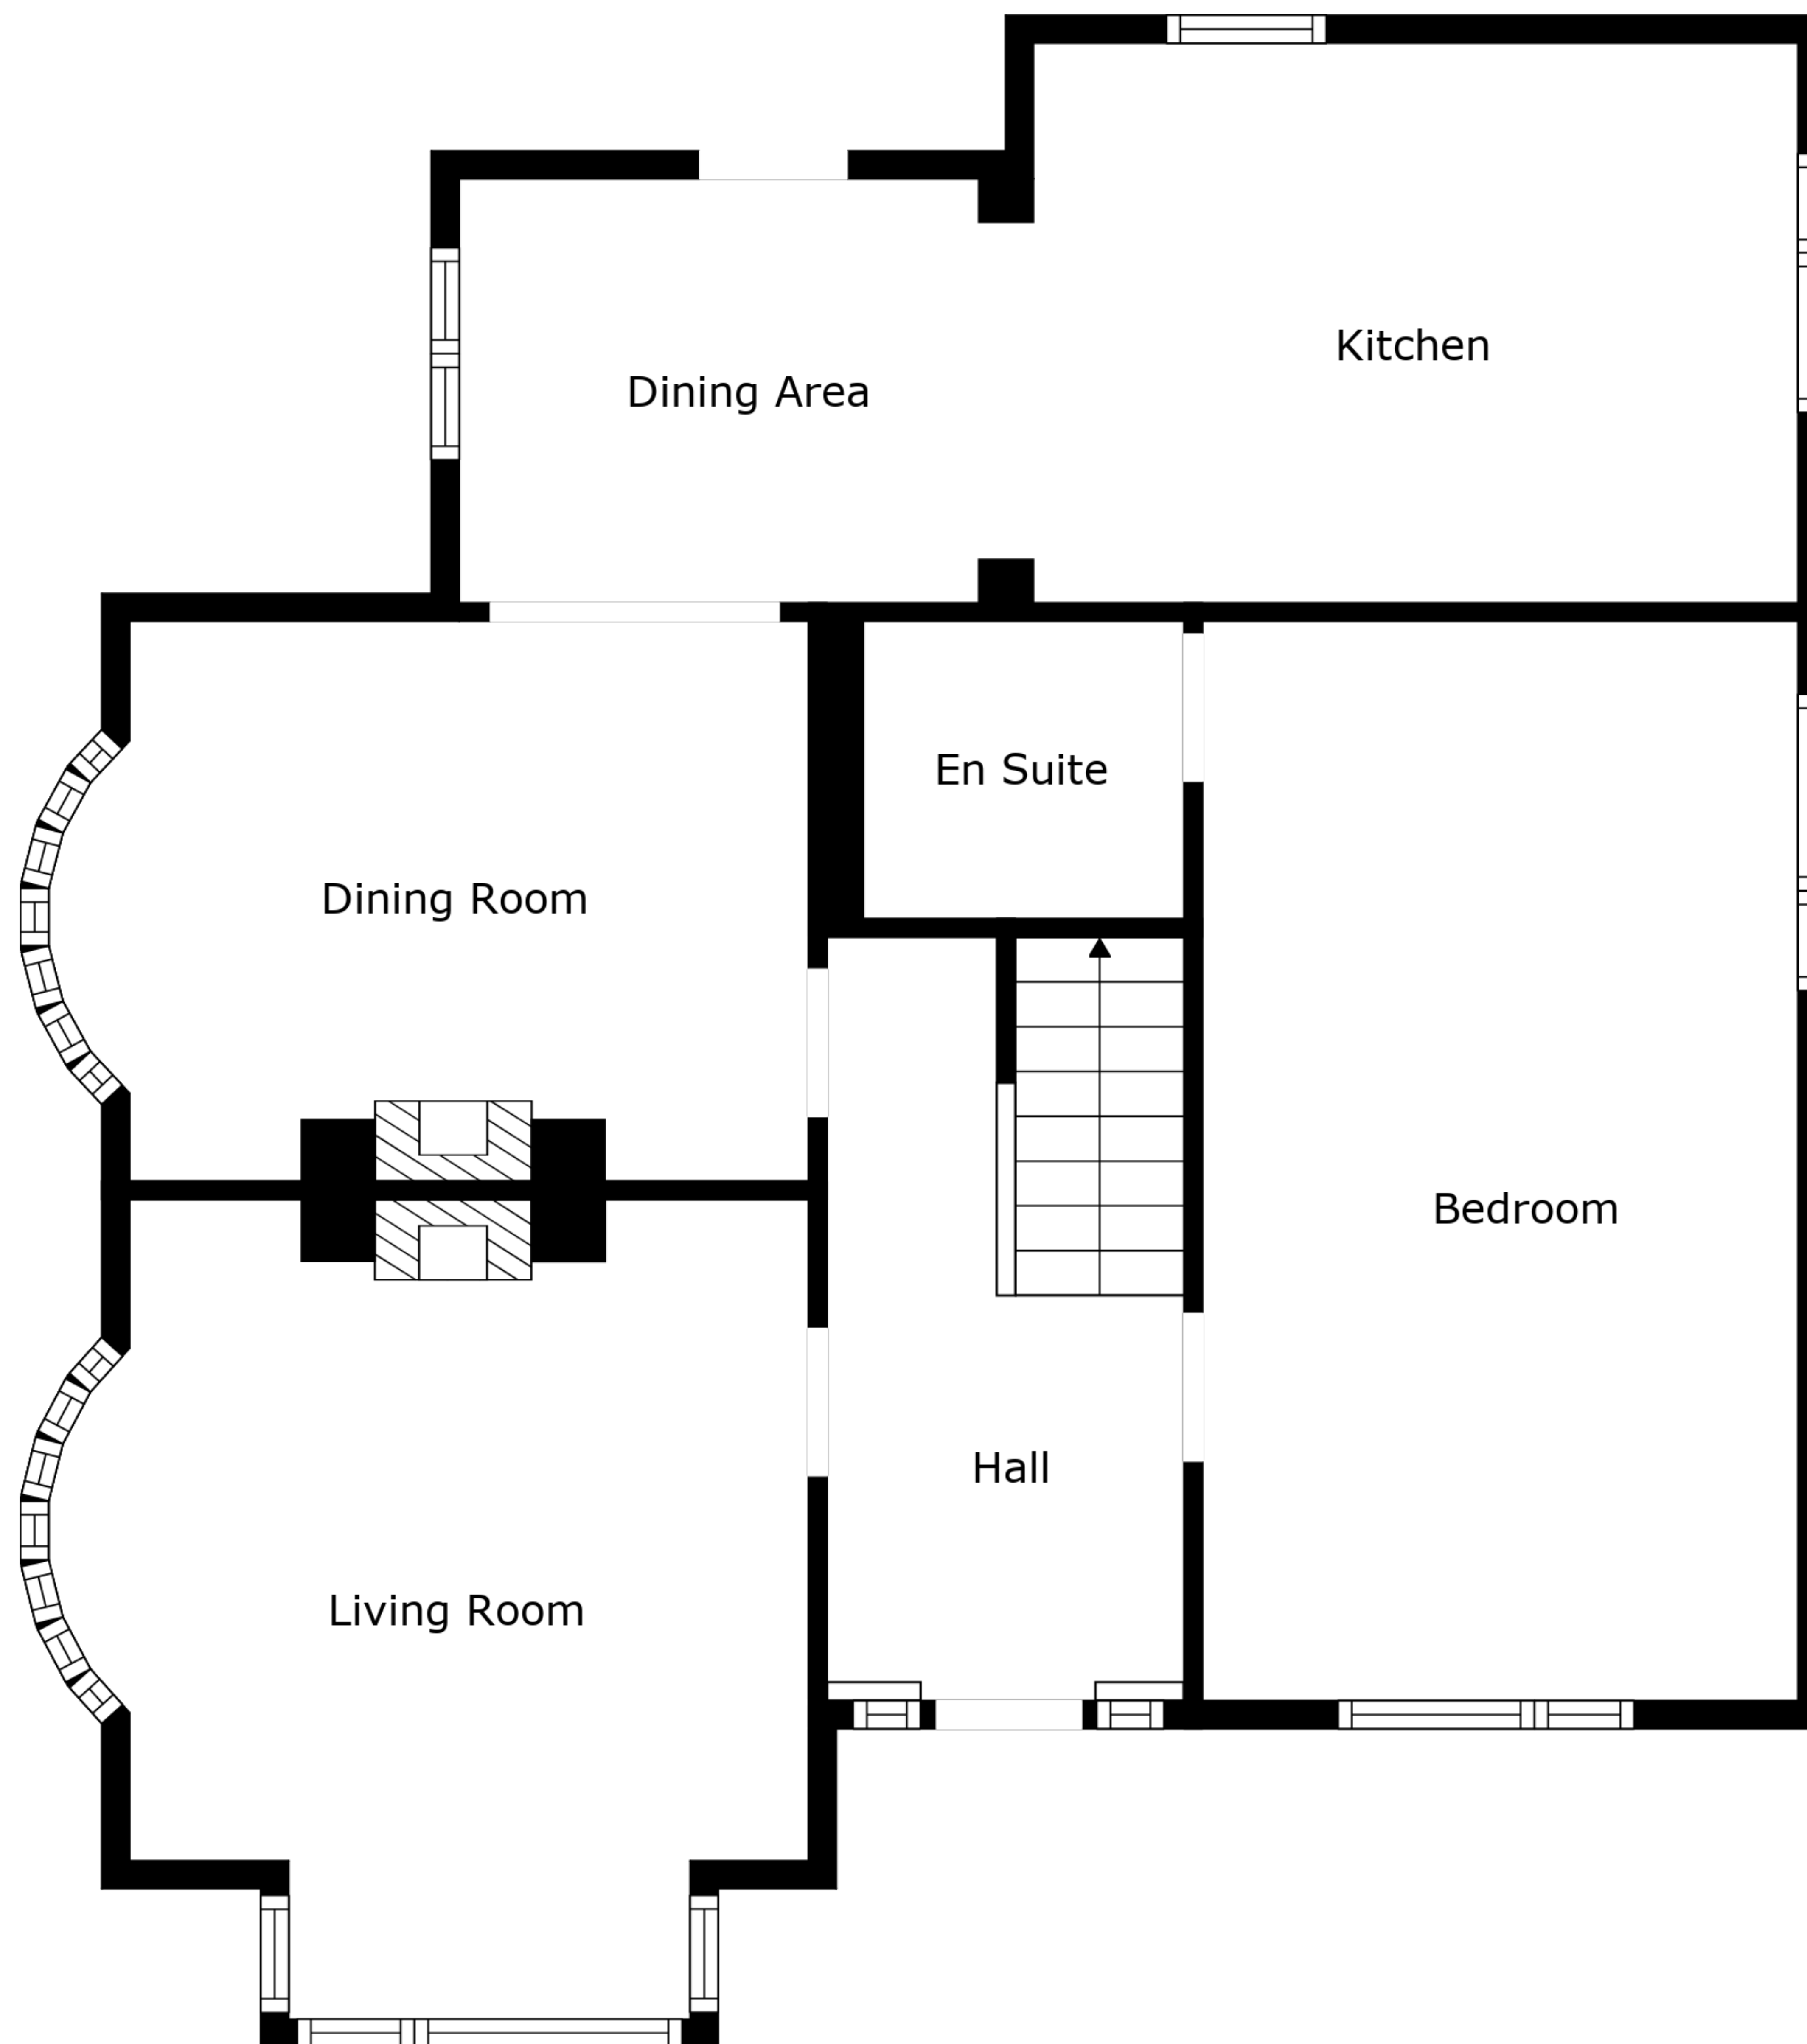 Kitchen
Dining Area
En Suite
Dining Room
Bedroom
Hall
Living Room